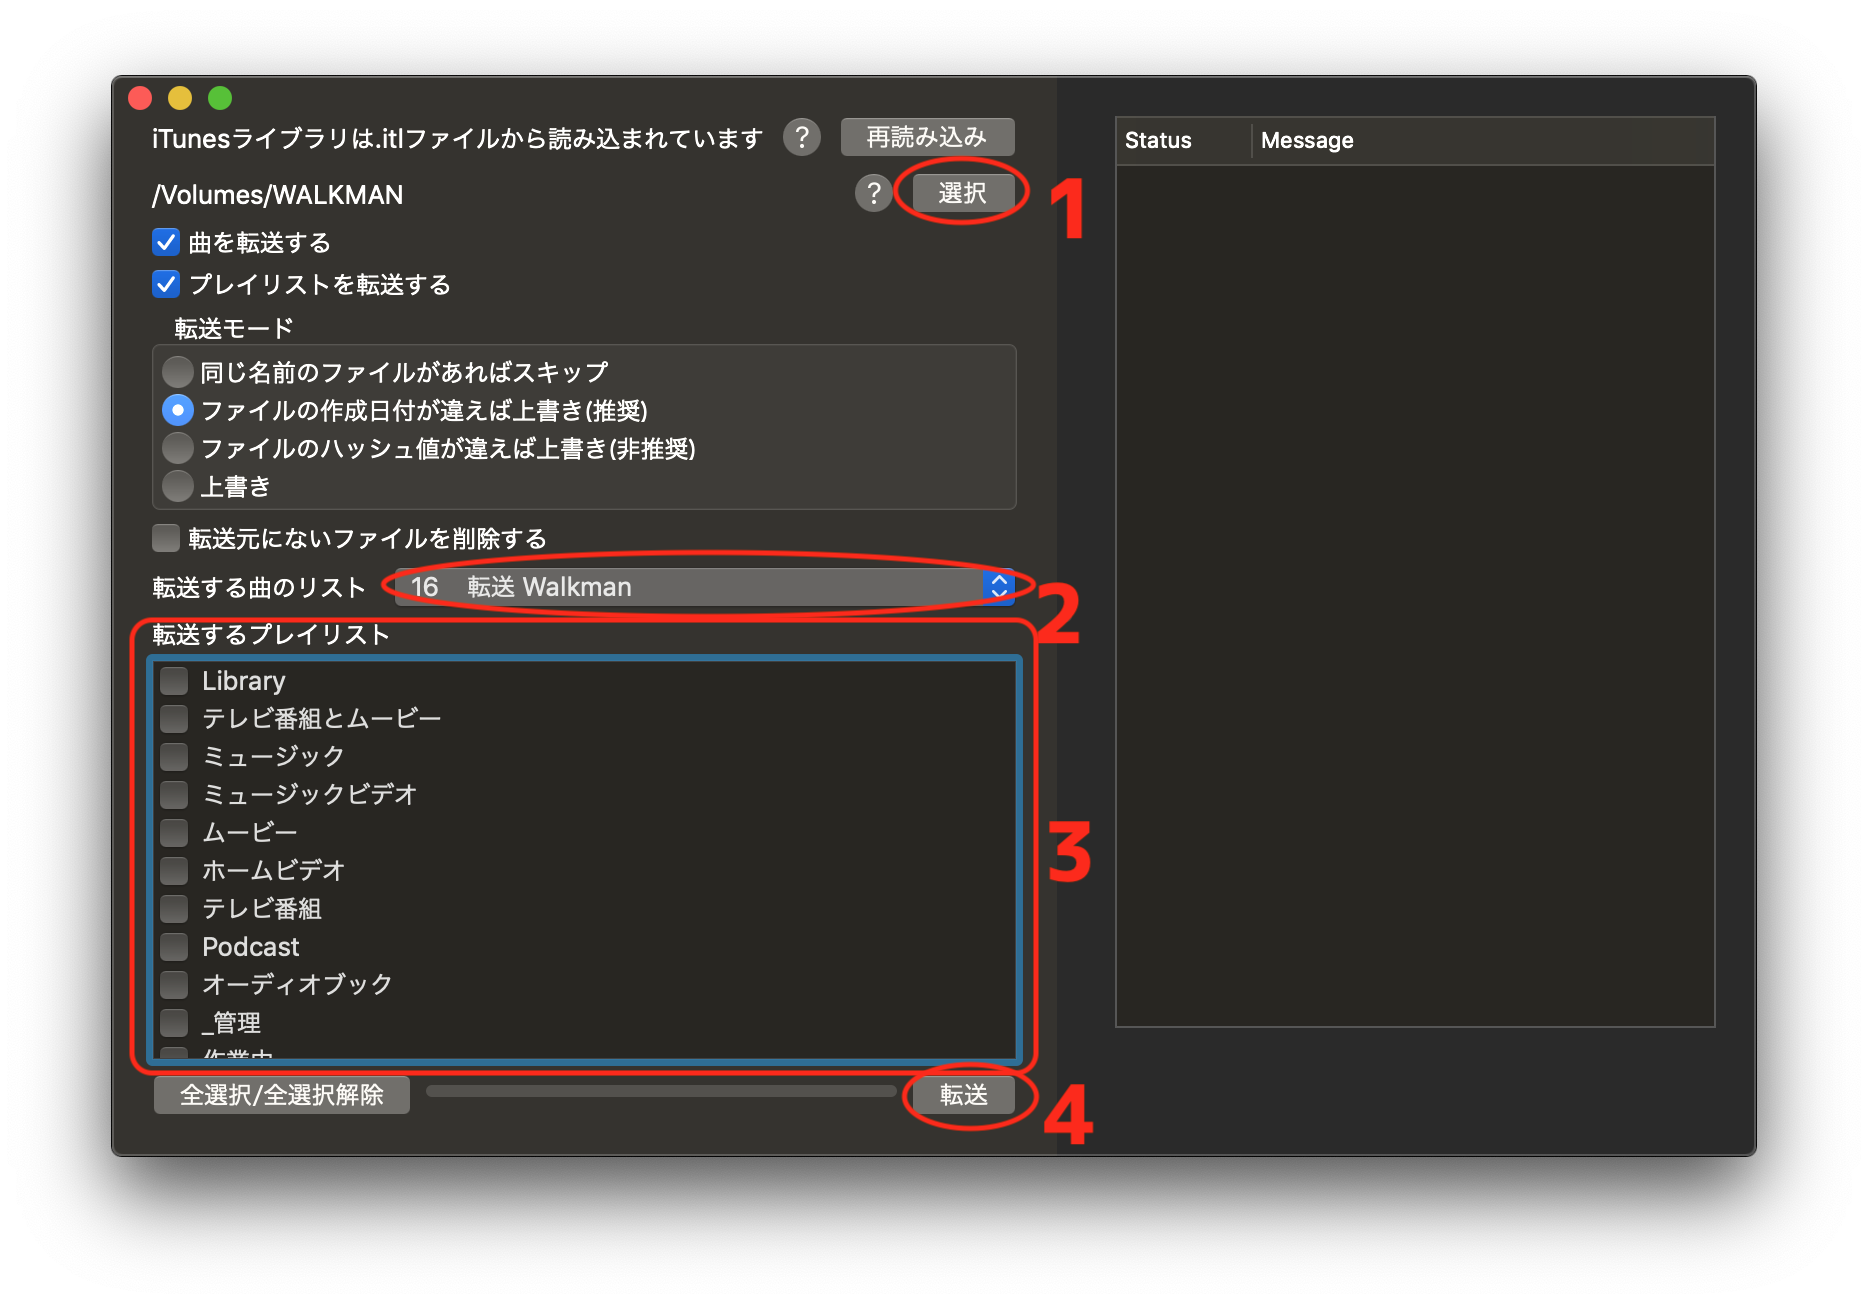 iTunesライブラリは.itlファイルから読み込まれています ? 再読み込み
/Volumes/WALKMAN ? 選択 1
曲を転送する
プレイリストを転送する
転送モード
同じ名前のファイルがあればスキップ
ファイルの作成日付が違えば上書き(推奨)
ファイルのハッシュ値が違えば上書き(非推奨)
上書き
転送元にないファイルを削除する
転送する曲のリスト 16 転送 Walkman 2
転送するプレイリスト
Library
テレビ番組とムービー
ミュージック
ミュージックビデオ
ムービー
3
ホームビデオ
テレビ番組
Podcast
オーディオブック
_管理
作業中
全選択/全選択解除 転送 4
Status Message